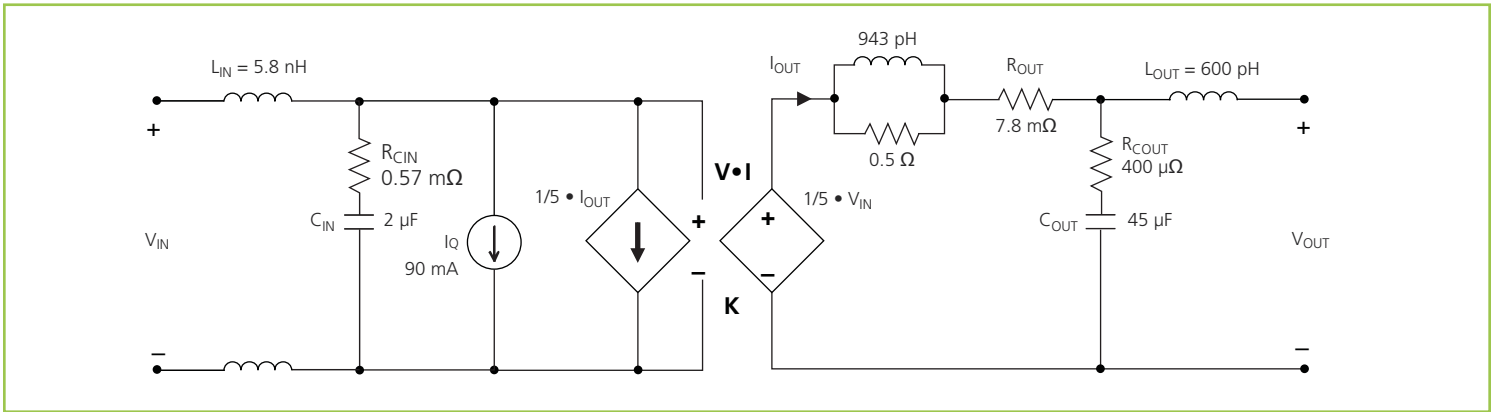 L_IN = 5.8 nH
+
R_CIN
0.57 mΩ
C_IN
2 µF
V_IN
I_Q
90 mA
1/5 • I_OUT
–
V•I
+
–
K
I_OUT
943 pH
0.5 Ω
R_OUT
7.8 mΩ
L_OUT = 600 pH
1/5 • V_IN
+
–
R_COUT
400 µΩ
C_OUT
45 µF
+
V_OUT
–